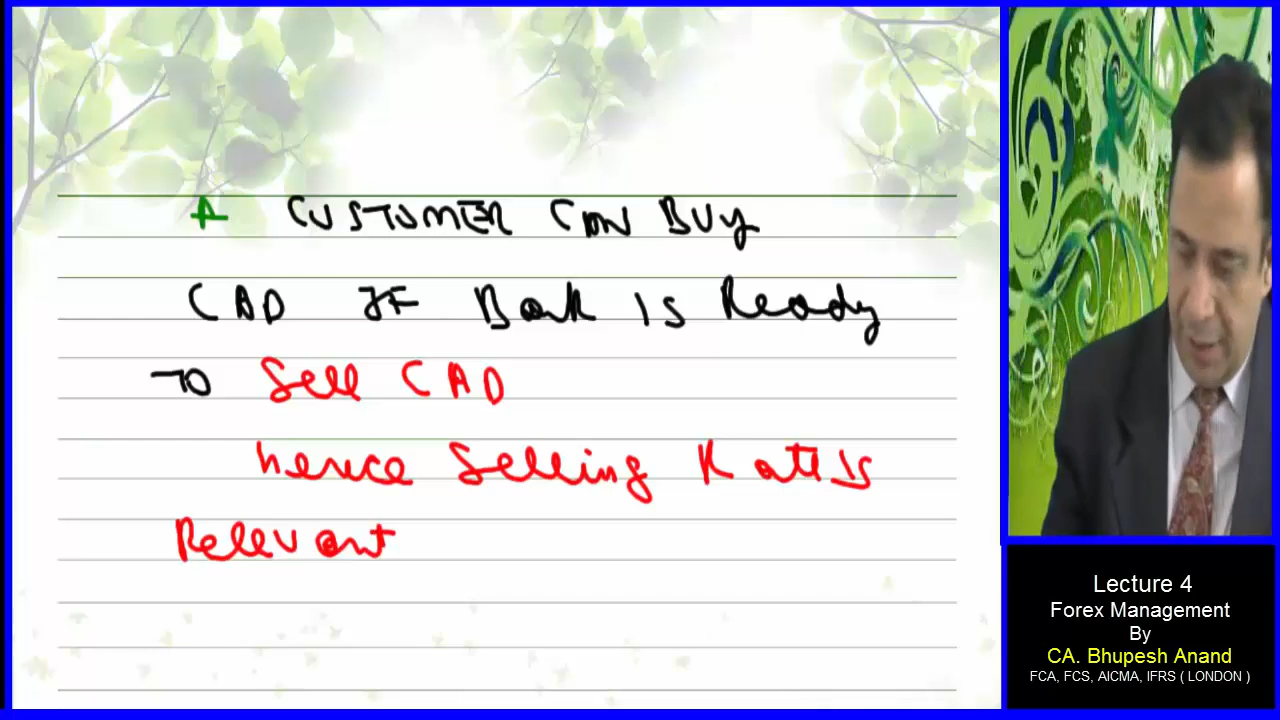 A CUSTOMER CAN BUY
CAD IF Bank is Ready
TO Sell CAD
hence Selling Rate is
Relevant
Lecture 4
Forex Management
By
CA. Bhupesh Anand
FCA, FCS, AICMA, IFRS ( LONDON )